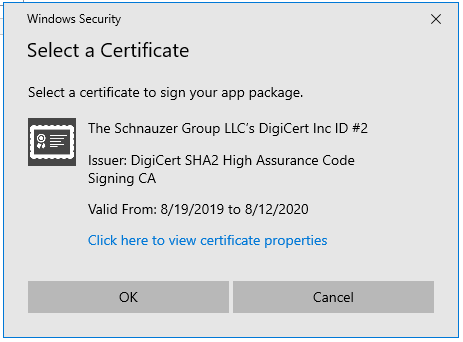 Windows Security
Select a Certificate
Select a certificate to sign your app package.
The Schnauzer Group LLC's DigiCert Inc ID #2
Issuer: DigiCert SHA2 High Assurance Code
Signing CA
Valid From: 8/19/2019 to 8/12/2020
Click here to view certificate properties
OK
Cancel